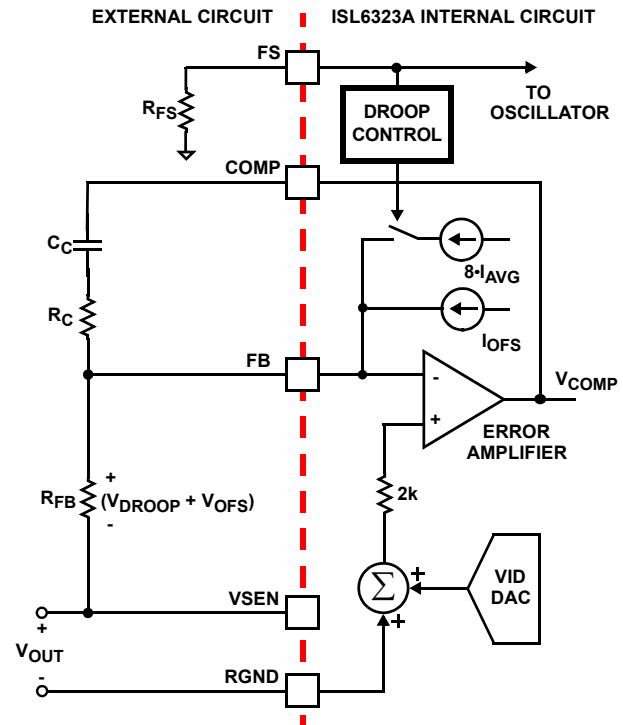 EXTERNAL CIRCUIT
ISL6323A INTERNAL CIRCUIT
FS
RFS
TO
OSCILLATOR
DROOP
CONTROL
COMP
CC
8•IAVG
RC
IOFS
FB
VCOMP
-
+
ERROR
AMPLIFIER
RFB
+
(VDROOP + VOFS)
-
2k
VID
DAC
Σ
+
+
VSEN
+
VOUT
-
RGND